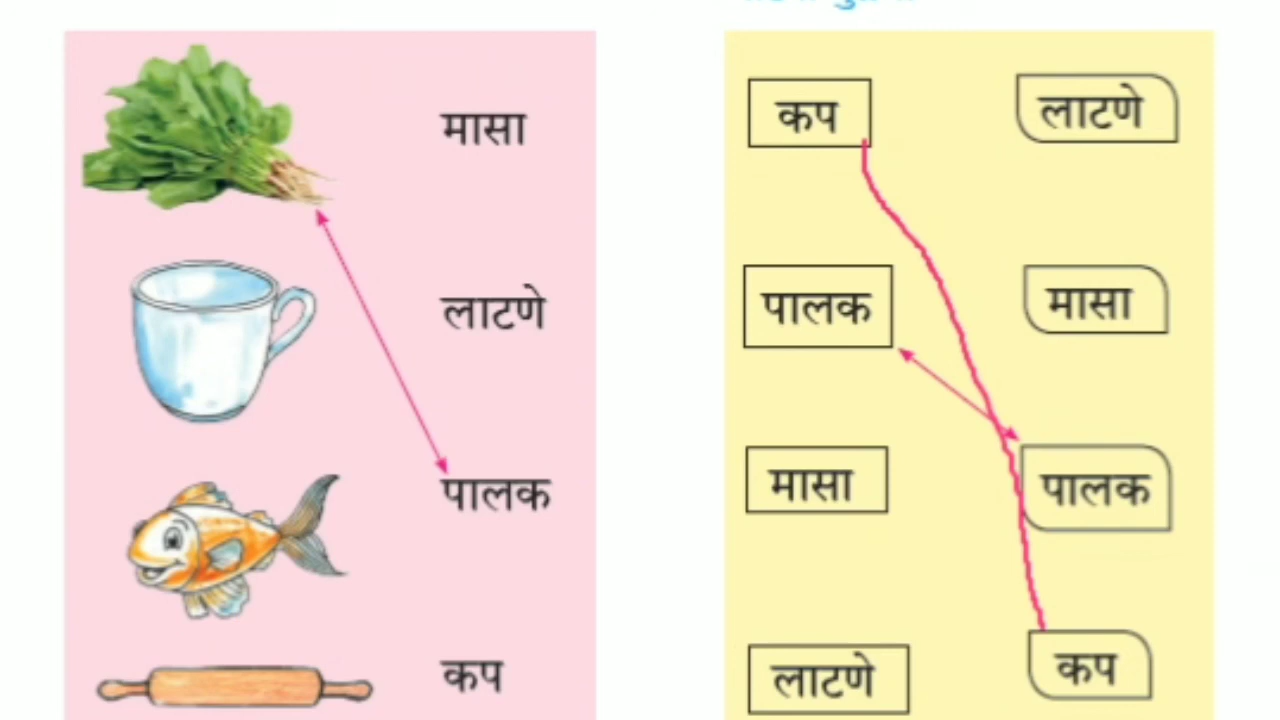 मासा
लाटणे
पालक
कप
कप लाटणे
पालक मासा
मासा पालक
लाटणे कप